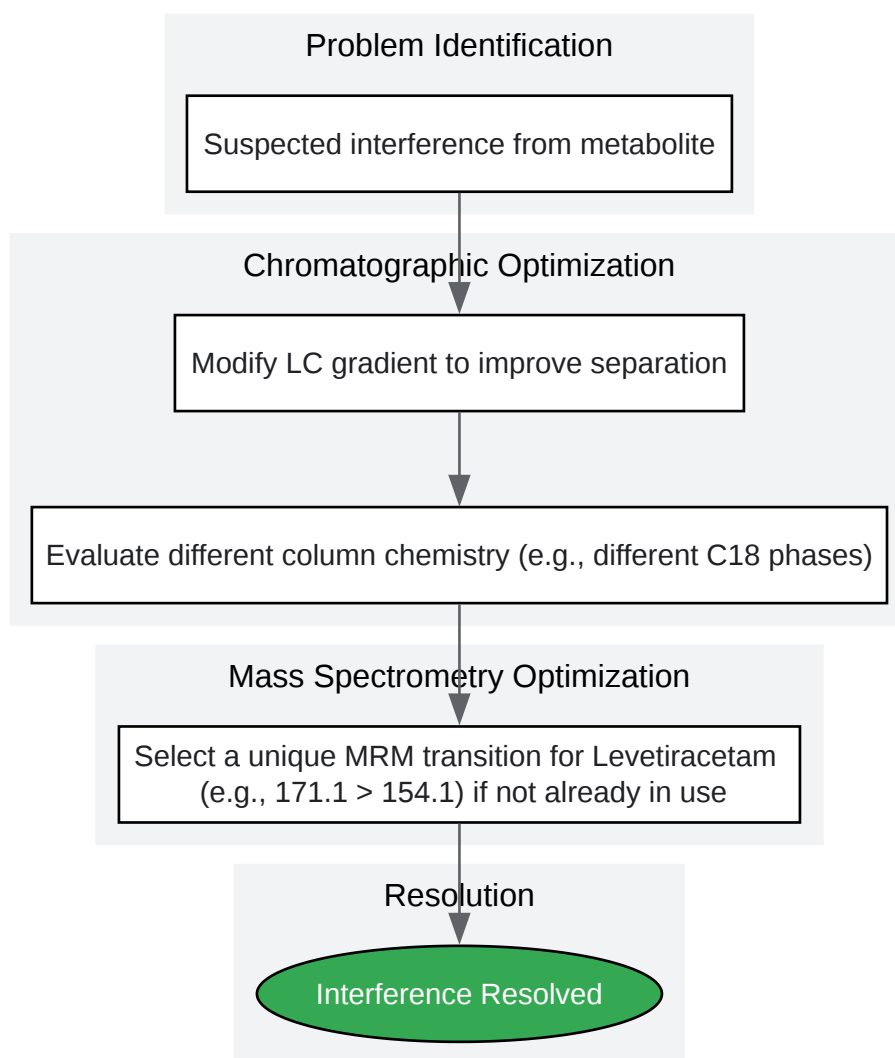 Problem Identification
Suspected interference from metabolite
Chromatographic Optimization
Modify LC gradient to improve separation
Evaluate different column chemistry (e.g., different C18 phases)
Mass Spectrometry Optimization
Select a unique MRM transition for Levetiracetam
(e.g., 171.1 > 154.1) if not already in use
Resolution
Interference Resolved